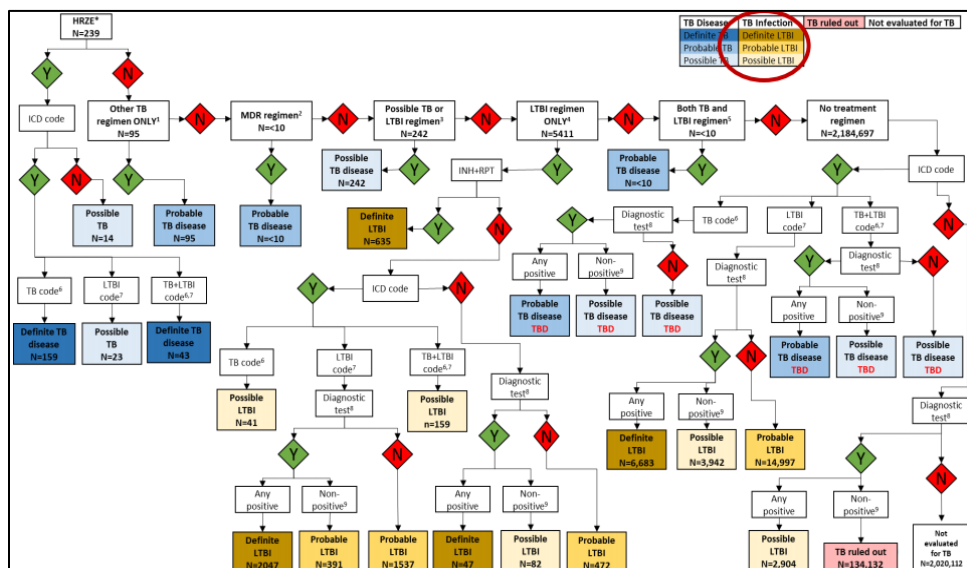 HRZE*
N=239
TB Disease TB Infection TB ruled out Not evaluated for TB
Definite TB Definite LTBI
Probable TB Probable LTBI
Possible TB Possible LTBI
Y N
ICD code
Other TB
regimen ONLY¹
N=95
N
MDR regimen²
N=<10
N
Possible TB or
LTBI regimen³
N=242
N
LTBI regimen
ONLY⁴
N=5411
N
Both TB and
LTBI regimen⁵
N=<10
N
No treatment
regimen
N=2,184,697
Y N Y Y Y Y Y Y
ICD code
N
Possible
TB
N=14
Probable
TB disease
N=95
Probable
TB disease
N=<10
Possible
TB disease
N=242
INH+RPT
Y
N
Definite
LTBI
N=635
Probable
TB disease
N=<10
TB code⁶
LTBI
code⁷
TB+LTBI
code⁶,⁷
Definite TB
disease
N=159
Possible
TB
N=23
Definite TB
disease
N=43
ICD code
Y
N
TB code⁶
LTBI
code⁷
TB+LTBI
code⁶,⁷
Possible
LTBI
N=41
Diagnostic
test⁸
Possible
LTBI
n=159
Y
N
Any
positive
Non-
positive⁹
Definite
LTBI
N=2047
Probable
LTBI
N=391
Probable
LTBI
N=1537
Diagnostic
test⁸
Y
N
Any
positive
Non-
positive⁹
Definite
LTBI
N=47
Possible
LTBI
N=82
Probable
LTBI
N=472
TB code⁶
LTBI
code⁷
TB+LTBI
code⁶,⁷
Diagnostic
test⁸
Y
N
Any
positive
Non-
positive⁹
Probable
TB disease
TBD
Possible
TB disease
TBD
Possible
TB disease
TBD
Diagnostic
test⁸
Y
N
Any
positive
Non-
positive⁹
Definite
LTBI
N=6,683
Possible
LTBI
N=3,942
Probable
LTBI
N=14,997
Diagnostic
test⁸
Y
N
Any
positive
Non-
positive⁹
Probable
TB disease
TBD
Possible
TB disease
TBD
Possible
TB disease
TBD
Diagnostic
test⁸
Y
N
Any
positive
Non-
positive⁹
Possible
LTBI
N=2,904
TB ruled out
N=134,132
Not
evaluated
for TB
N=2,020,112